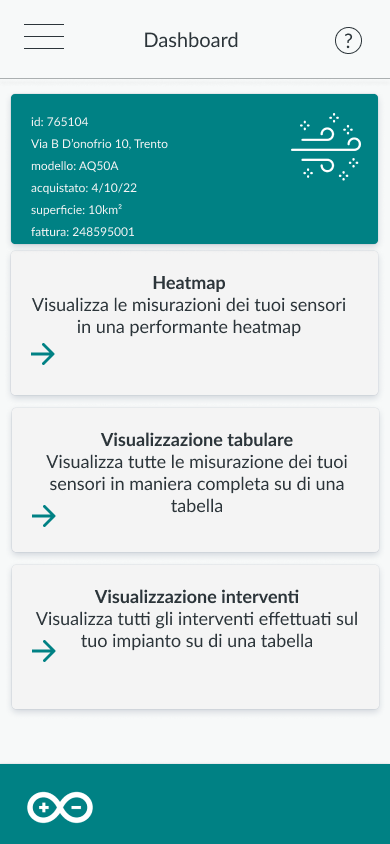 Dashboard
?
id: 765104
Via B D'onofrio 10, Trento
modello: AQ50A
acquistato: 4/10/22
superficie: 10km²
fattura: 248595001
Heatmap
Visualizza le misurazioni dei tuoi sensori
in una performante heatmap
Visualizzazione tabulare
Visualizza tutte le misurazione dei tuoi
sensori in maniera completa su di una
tabella
Visualizzazione interventi
Visualizza tutti gli interventi effettuati sul
tuo impianto su di una tabella